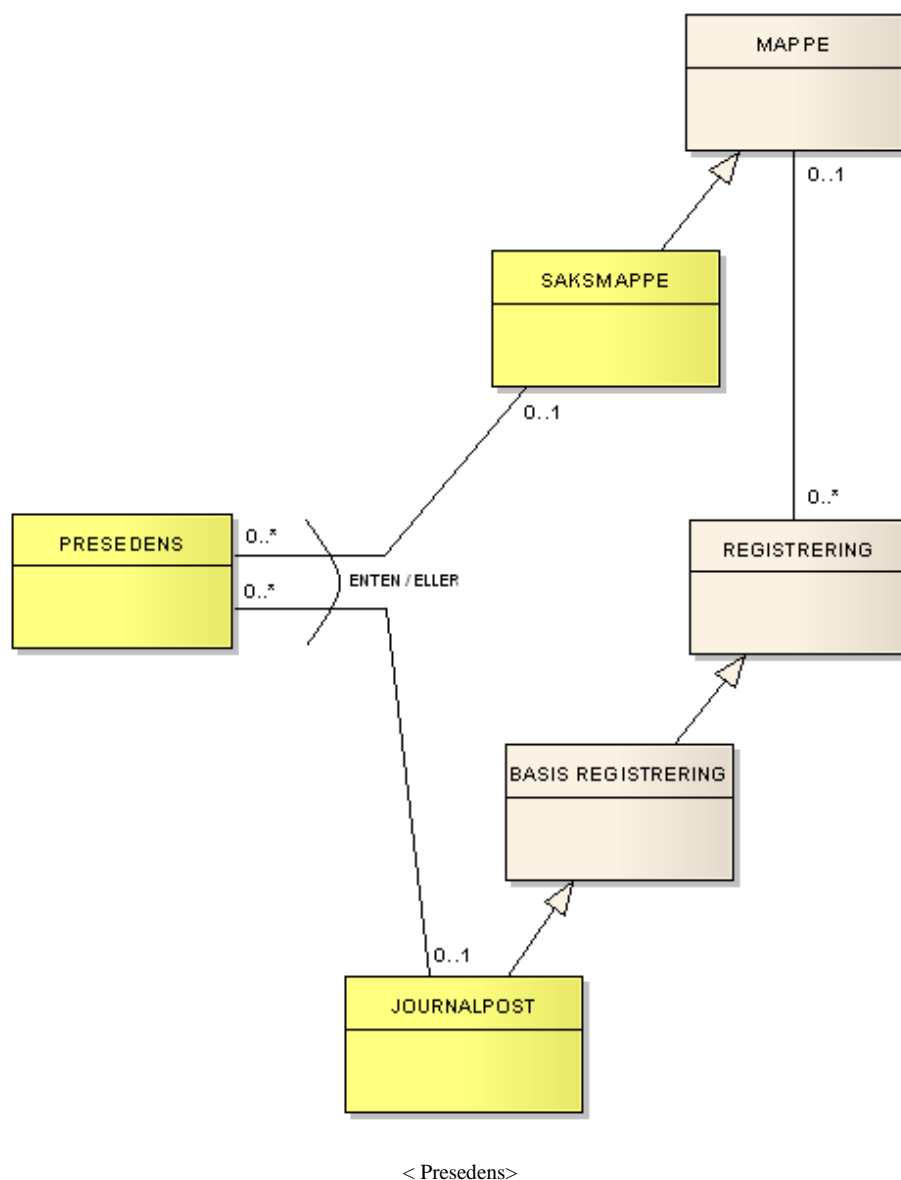 MAPPE
0..1
SAKSMAPPE
0..1
0..*
PRESEDENS
0..*
REGISTRERING
ENTEN / ELLER
0..*
BASIS REGISTRERING
0..1
JOURNALPOST
< Presedens>